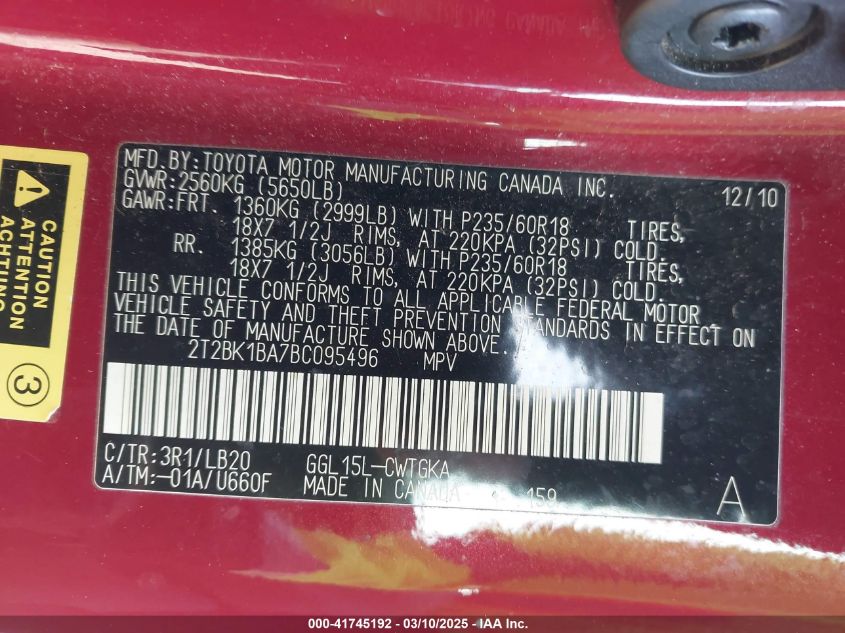 CAUTION
ATTENTION
ACHTUNG
3
MFD.BY:TOYOTA MOTOR MANUFACTURING CANADA INC. 12/10
GVWR:2560KG (5650LB)
GAWR:FRT. 1360KG (2999LB) WITH P235/60R18 TIRES,
18X7 1/2J RIMS, AT 220KPA (32PSI) COLD.
RR. 1385KG (3056LB) WITH P235/60R18 TIRES,
18X7 1/2J RIMS, AT 220KPA (32PSI) COLD.
THIS VEHICLE CONFORMS TO ALL APPLICABLE FEDERAL MOTOR
VEHICLE SAFETY AND THEFT PREVENTION STANDARDS IN EFFECT ON
THE DATE OF MANUFACTURE SHOWN ABOVE.
2T2BK1BA7BC095496 MPV
C/TR:3R1/LB20 GGL15L-CWTGKA
A/TM:-01A/U660F MADE IN CANADA 159 A
000-41745192 - 03/10/2025 - IAA Inc.